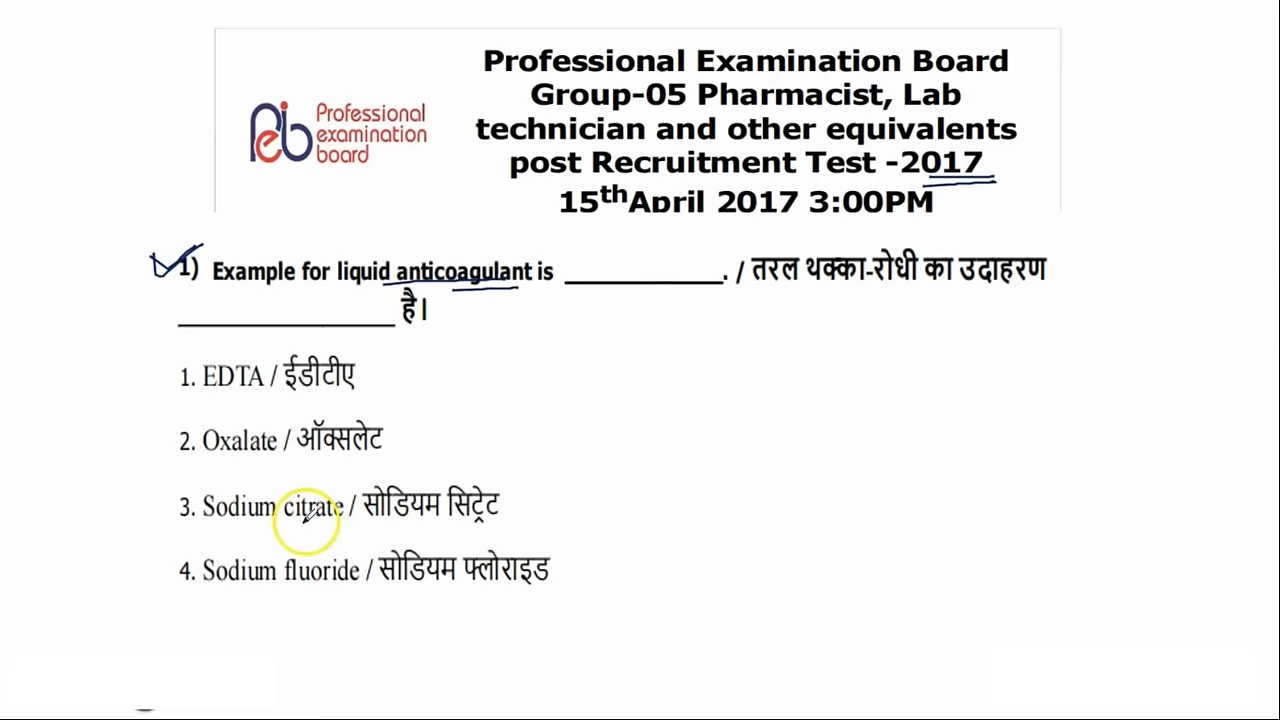 Professional
examination
board
Professional Examination Board
Group-05 Pharmacist, Lab
technician and other equivalents
post Recruitment Test -2017
15thApril 2017 3:00PM
1) Example for liquid anticoagulant is ____________. / तरल थक्का-रोधी का उदाहरण
________________ है।
1. EDTA / ईडीटीए
2. Oxalate / ऑक्सलेट
3. Sodium citrate / सोडियम सिट्रेट
4. Sodium fluoride / सोडियम फ्लोराइड